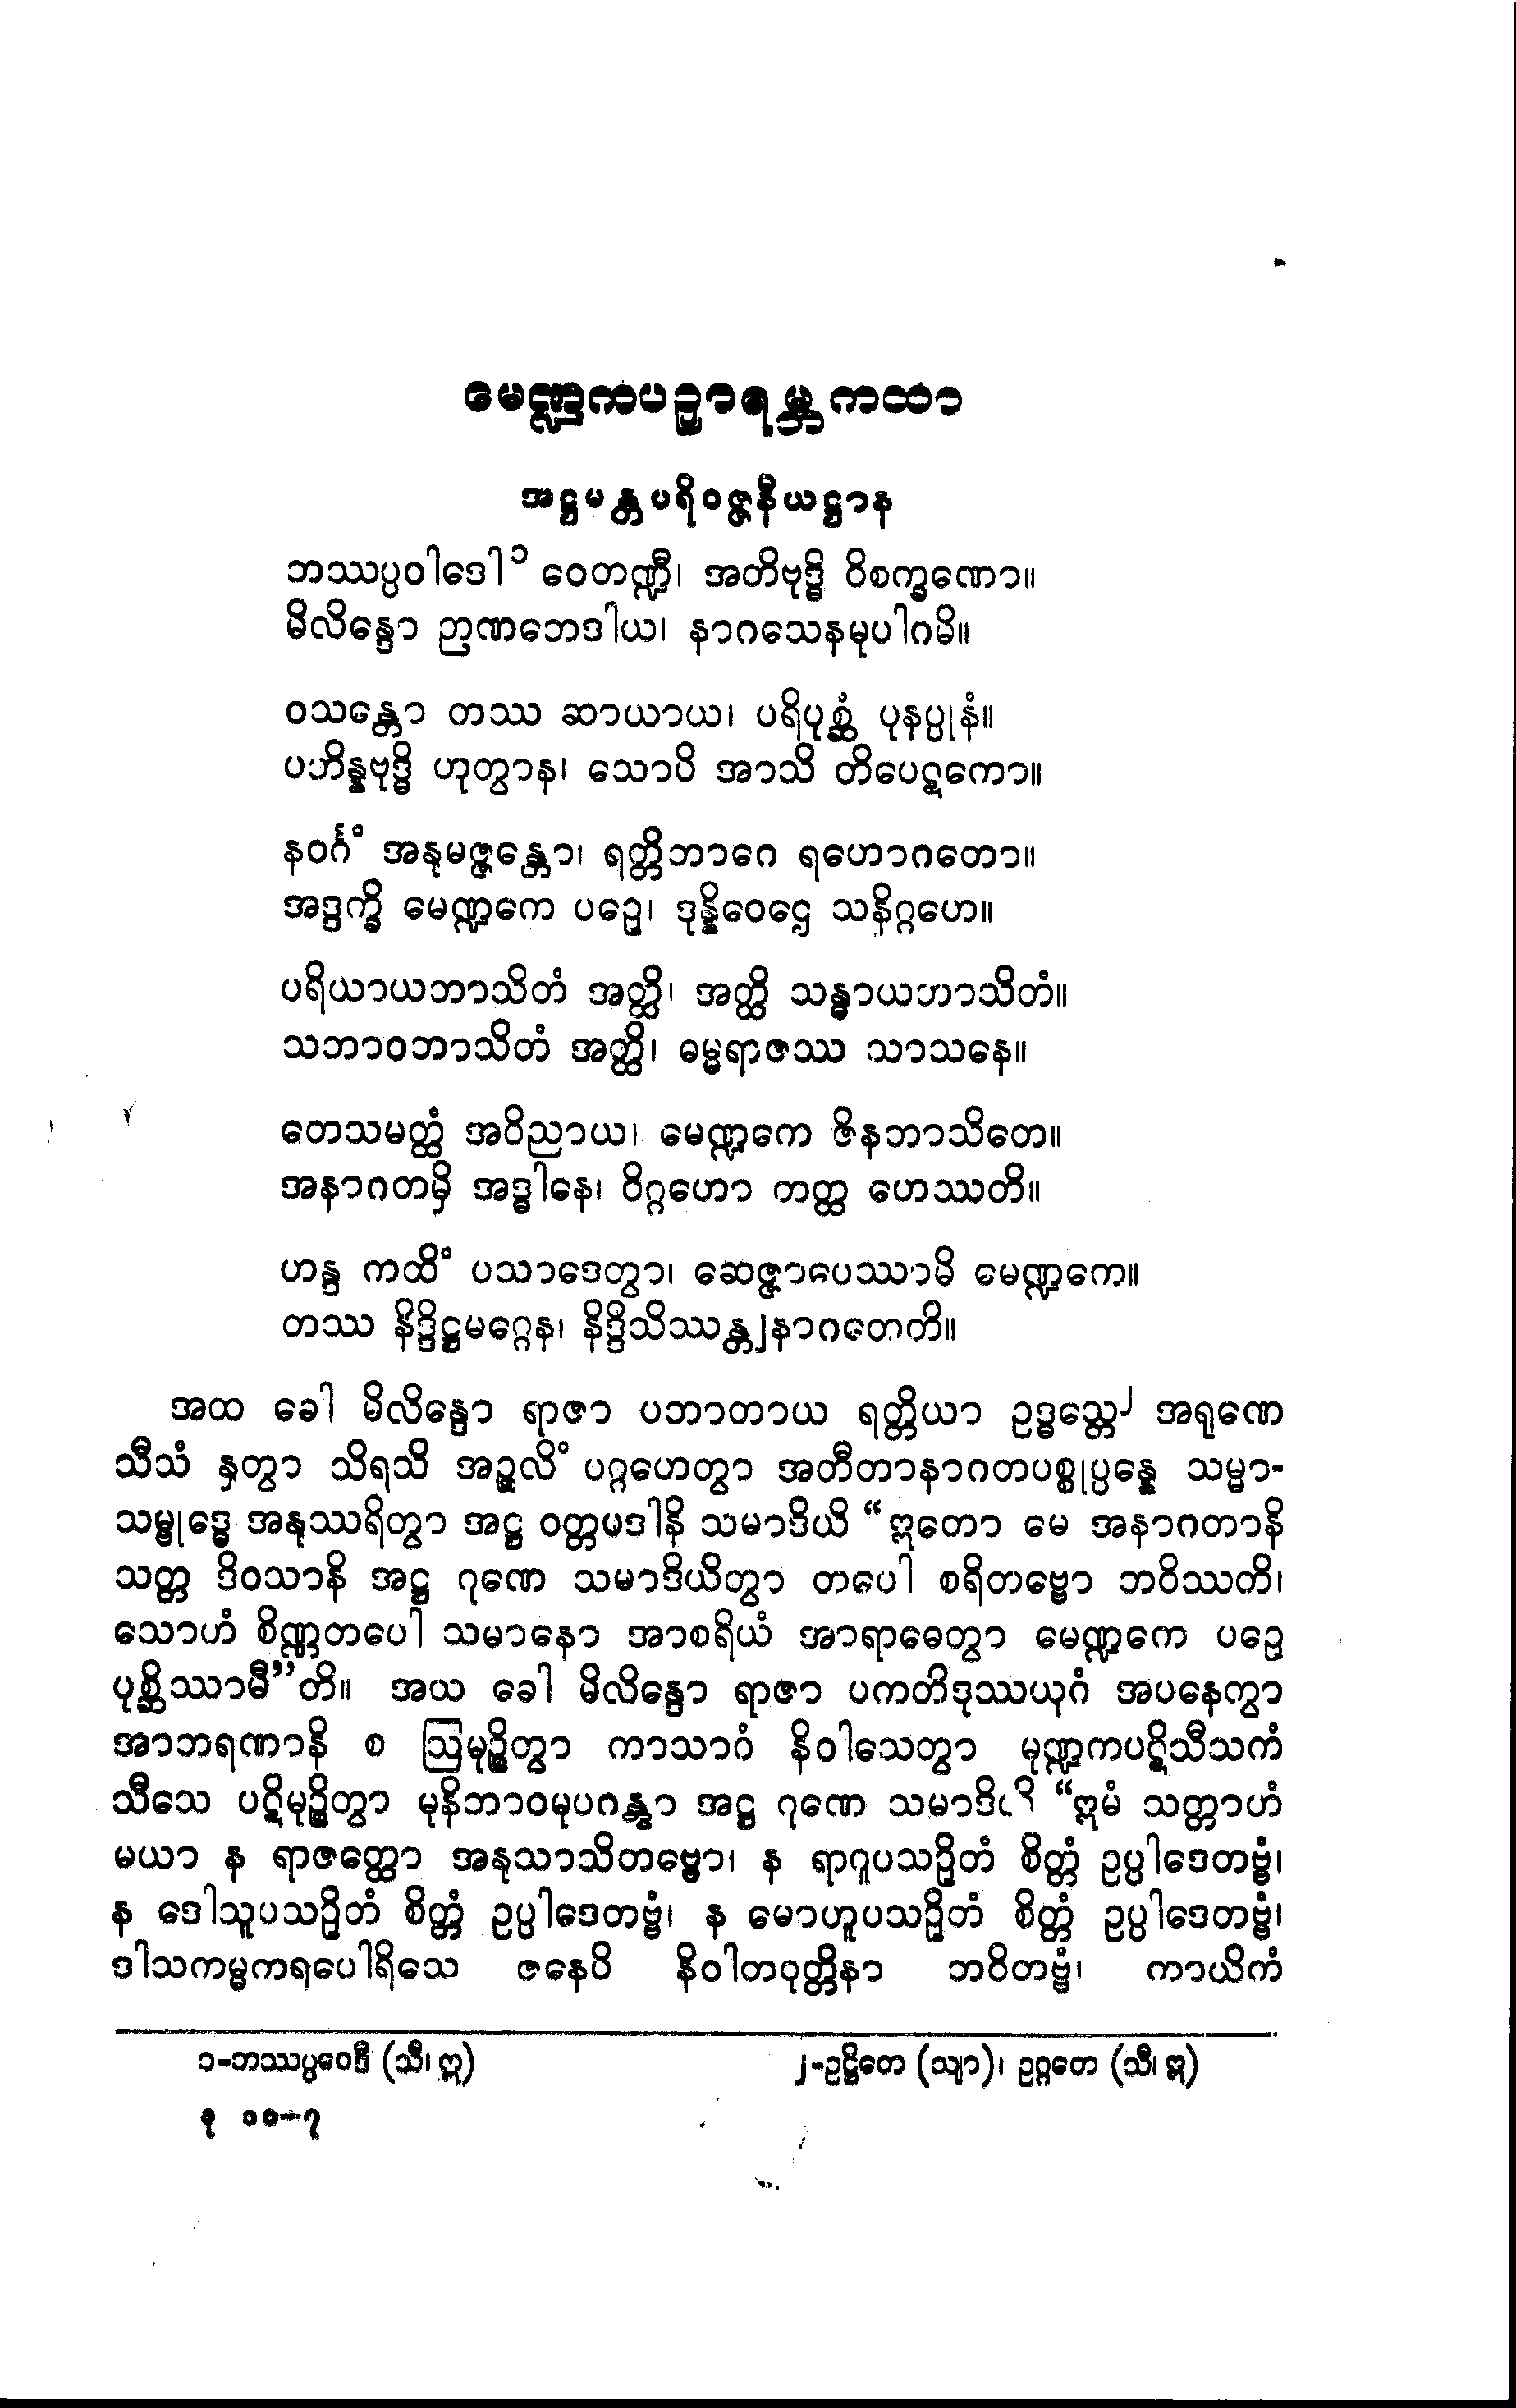 မေဏ္ဍကပဉှာရမ္ဘကထာ
အဋ္ဌမန္တပရိဝဇ္ဇနီယဋ္ဌာန
ဘဿပ္ပဝါဒေါ၁ ဝေတဏ္ဍီ၊ အတိဗုဒ္ဓိ ဝိစက္ခဏော။
မိလိန္ဒော ဉာဏဘေဒါယ၊ နာဂသေနမုပါဂမိ။
ဝသန္တော တဿ ဆာယာယ၊ ပရိပုစ္ဆံ ပုနပ္ပုနံ။
ပဘိန္နဗုဒ္ဓိ ဟုတွာန၊ သောပိ အာသိ တိပေဋကော။
နဝင်္ဂံ အနုမဇ္ဇန္တော၊ ရတ္တိဘာဂေ ရဟောဂတော။
အဒ္ဒက္ခိ မေဏ္ဍကေ ပဉှေ၊ ဒုန္နိဝေဌေ သနိဂ္ဂဟေ။
ပရိယာယဘာသိတံ အတ္ထိ၊ အတ္ထိ သန္ဓာယဘာသိတံ။
သဘာဝဘာသိတံ အတ္ထိ၊ ဓမ္မရာဇဿ သာသနေ။
တေသမတ္ထံ အဝိညာယ၊ မေဏ္ဍကေ ဇိနဘာသိတေ။
အနာဂတမှိ အဒ္ဓါနေ၊ ဝိဂ္ဂဟော တတ္ထ ဟေဿတိ။
ဟန္ဒ ကထိံ ပသာဒေတွာ၊ ဆေဇ္ဇာပေဿာမိ မေဏ္ဍကေ။
တဿ နိဒ္ဒိဋ္ဌမဂ္ဂေန၊ နိဒ္ဒိသိဿန္တျနာဂတေတိ။
အထ ခေါ မိလိန္ဒော ရာဇာ ပဘာတာယ ရတ္တိယာ ဥဒ္ဓသ္တေ၂ အရုဏေ
သီသံ နှတွာ သိရသိ အဉ္ဇလိံ ပဂ္ဂဟေတွာ အတီတာနာဂတပစ္စုပ္ပန္နေ သမ္မာ-
သမ္ဗုဒ္ဓေ အနုဿရိတွာ အဋ္ဌ ဝတ္တပဒါနိ သမာဒိယိ “ဣတော မေ အနာဂတာနိ
သတ္တ ဒိဝသာနိ အဋ္ဌ ဂုဏေ သမာဒိယိတွာ တပေါ စရိတဗ္ဗော ဘဝိဿတိ၊
သောဟံ စိဏ္ဏတပေါ သမာနော အာစရိယံ အာရာဓေတွာ မေဏ္ဍကေ ပဉှေ
ပုစ္ဆိဿာမီ”တိ။ အထ ခေါ မိလိန္ဒော ရာဇာ ပကတိဒုဿယုဂံ အပနေတွာ
အာဘရဏာနိ စ ဩမုဉ္စိတွာ ကာသာဝံ နိဝါသေတွာ မုဏ္ဍကပဋိသီသကံ
သီသေ ပဋိမုဉ္စိတွာ မုနိဘာဝမုပဂန္တွာ အဋ္ဌ ဂုဏေ သမာဒိယိ “ဣမံ သတ္တာဟံ
မယာ န ရာဇတ္ထော အနုသာသိတဗ္ဗော၊ န ရာဂူပသဉှိတံ စိတ္တံ ဥပ္ပါဒေတဗ္ဗံ၊
န ဒေါသူပသဉှိတံ စိတ္တံ ဥပ္ပါဒေတဗ္ဗံ၊ န မောဟူပသဉှိတံ စိတ္တံ ဥပ္ပါဒေတဗ္ဗံ၊
ဒါသကမ္မကရပေါရိသေ ဇနေပိ နိဝါတဝုတ္တိနာ ဘဝိတဗ္ဗံ၊ ကာယိကံ
၁-ဘဿပ္ပဝေဒီ (သီ၊ ဣ) ၂-ဥဋ္ဌိတေ (သျာ)၊ ဥဂ္ဂတေ (သီ၊ ဣ)
ခု ၁၁-၇